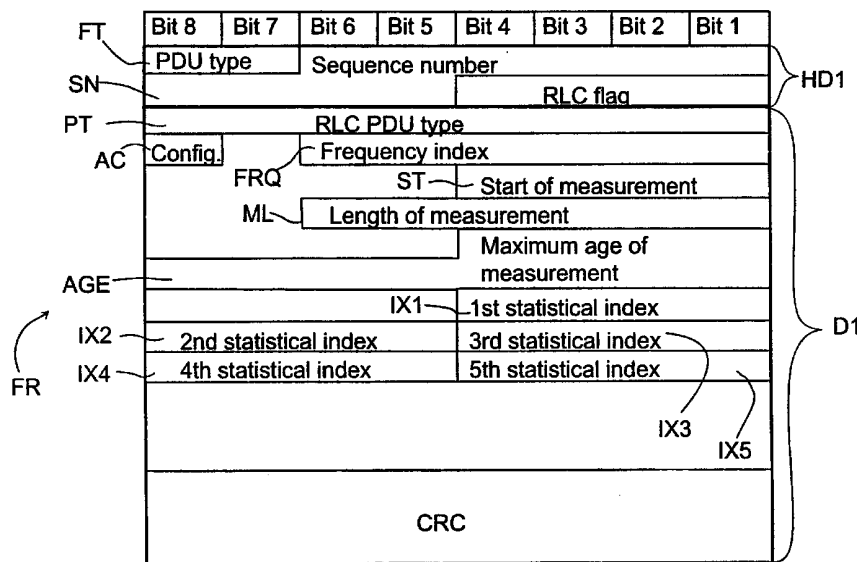 Bit 8 Bit 7 Bit 6 Bit 5 Bit 4 Bit 3 Bit 2 Bit 1
FT
PDU type
Sequence number
HD1
SN
RLC flag
PT
RLC PDU type
AC
Config.
FRQ
Frequency index
ST
Start of measurement
ML
Length of measurement
Maximum age of
measurement
AGE
IX1
1st statistical index
D1
IX2
2nd statistical index
3rd statistical index
FR
IX4
4th statistical index
5th statistical index
IX3
IX5
CRC